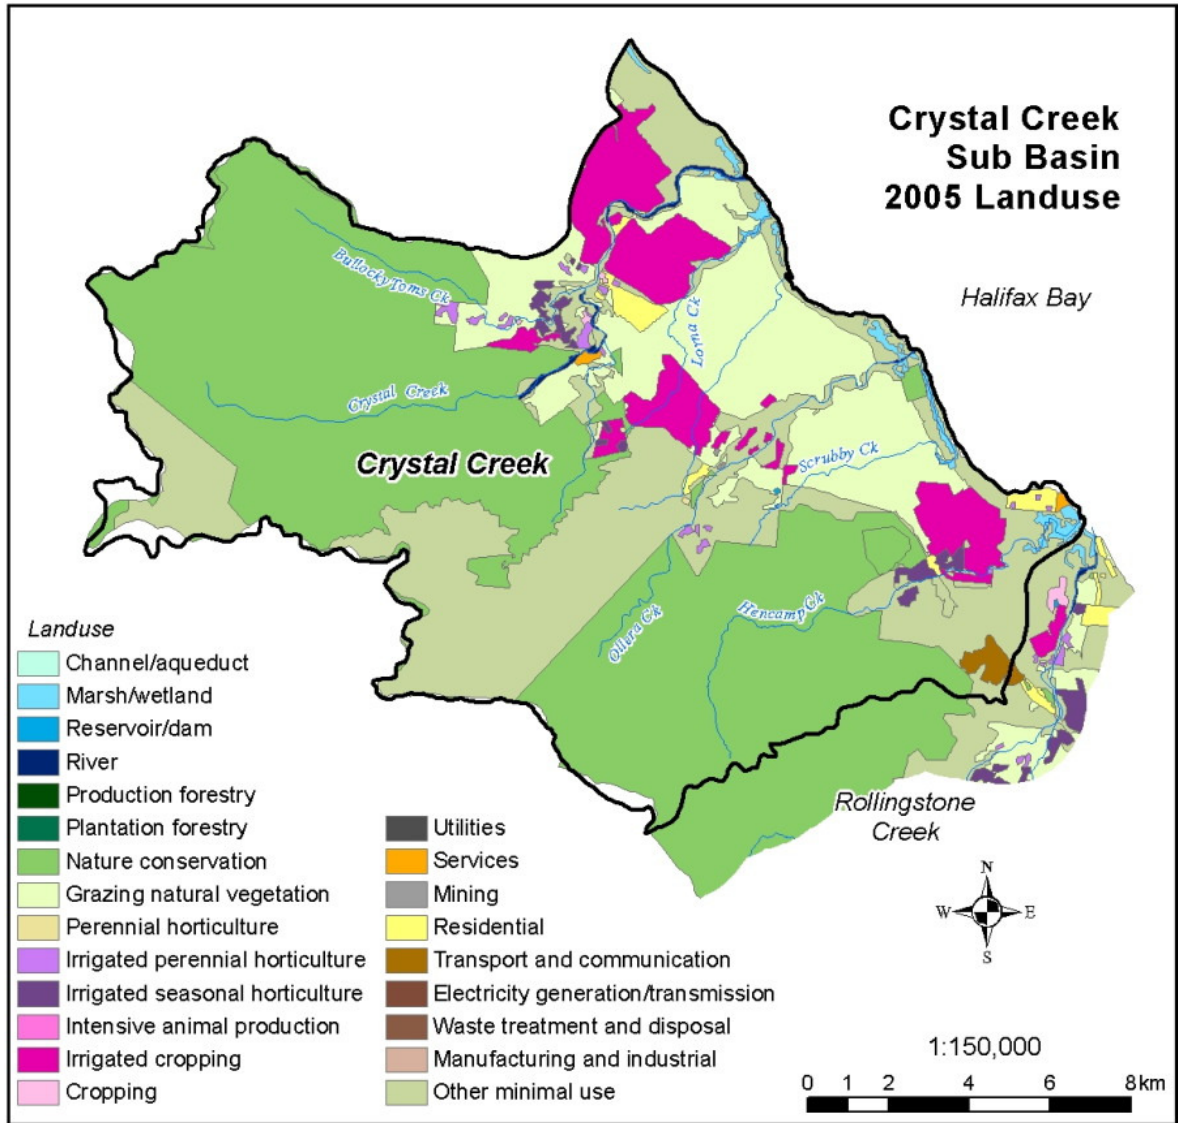 Crystal Creek
Sub Basin
2005 Landuse
Halifax Bay
Bullocky Toms Ck
Lorna Ck
Crystal Creek
Crystal Creek
Scrubby Ck
Hencamp Ck
Ollera Ck
Rollingstone
Creek
Landuse
Channel/aqueduct
Marsh/wetland
Reservoir/dam
River
Production forestry
Plantation forestry
Nature conservation
Grazing natural vegetation
Perennial horticulture
Irrigated perennial horticulture
Irrigated seasonal horticulture
Intensive animal production
Irrigated cropping
Cropping
Utilities
Services
Mining
Residential
Transport and communication
Electricity generation/transmission
Waste treatment and disposal
Manufacturing and industrial
Other minimal use
N
W E
S
1:150,000
0 1 2 4 6 8 km